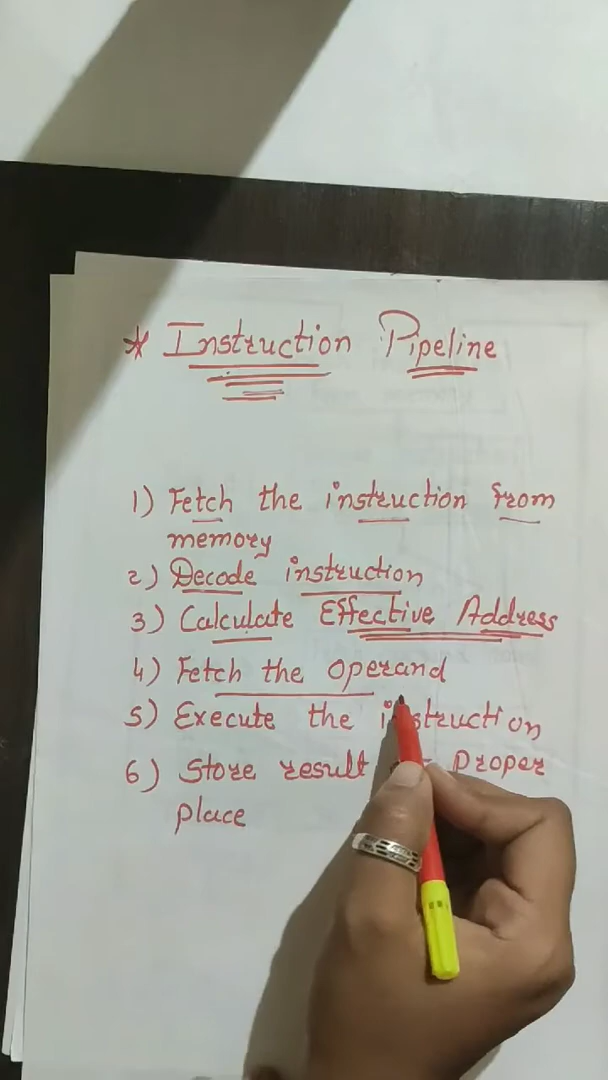 * Instruction Pipeline
1) Fetch the instruction from
memory
2) Decode instruction
3) Calculate Effective Address
4) Fetch the operand
5) Execute the instruction
6) Store result proper
place